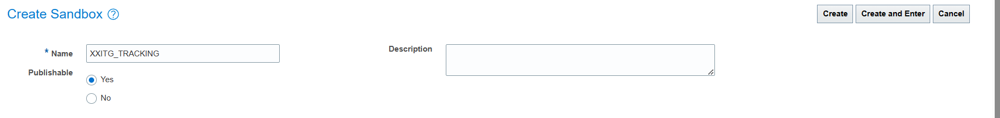 Create Sandbox ?
Create
Create and Enter
Cancel
* Name
XXITG_TRACKING
Description
Publishable
Yes
No